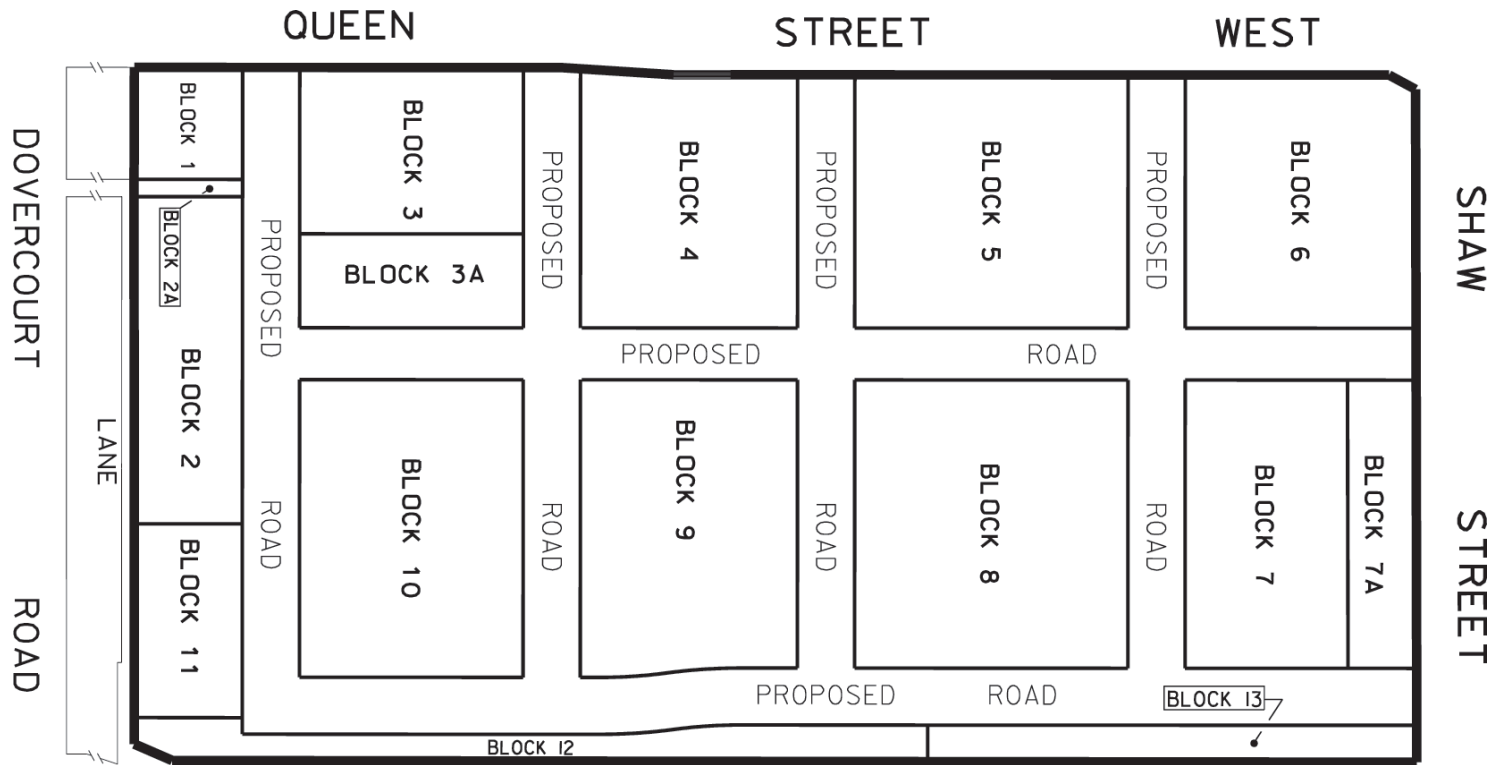 QUEEN STREET WEST
DOVERCOURT ROAD
LANE
SHAW STREET
BLOCK 1
BLOCK 2A
BLOCK 2
BLOCK 11
PROPOSED ROAD
BLOCK 3
BLOCK 3A
PROPOSED ROAD
BLOCK 4
PROPOSED ROAD
BLOCK 5
PROPOSED ROAD
BLOCK 6
PROPOSED ROAD
BLOCK 10
BLOCK 9
BLOCK 8
BLOCK 7
BLOCK 7A
PROPOSED ROAD
BLOCK 13
BLOCK 12